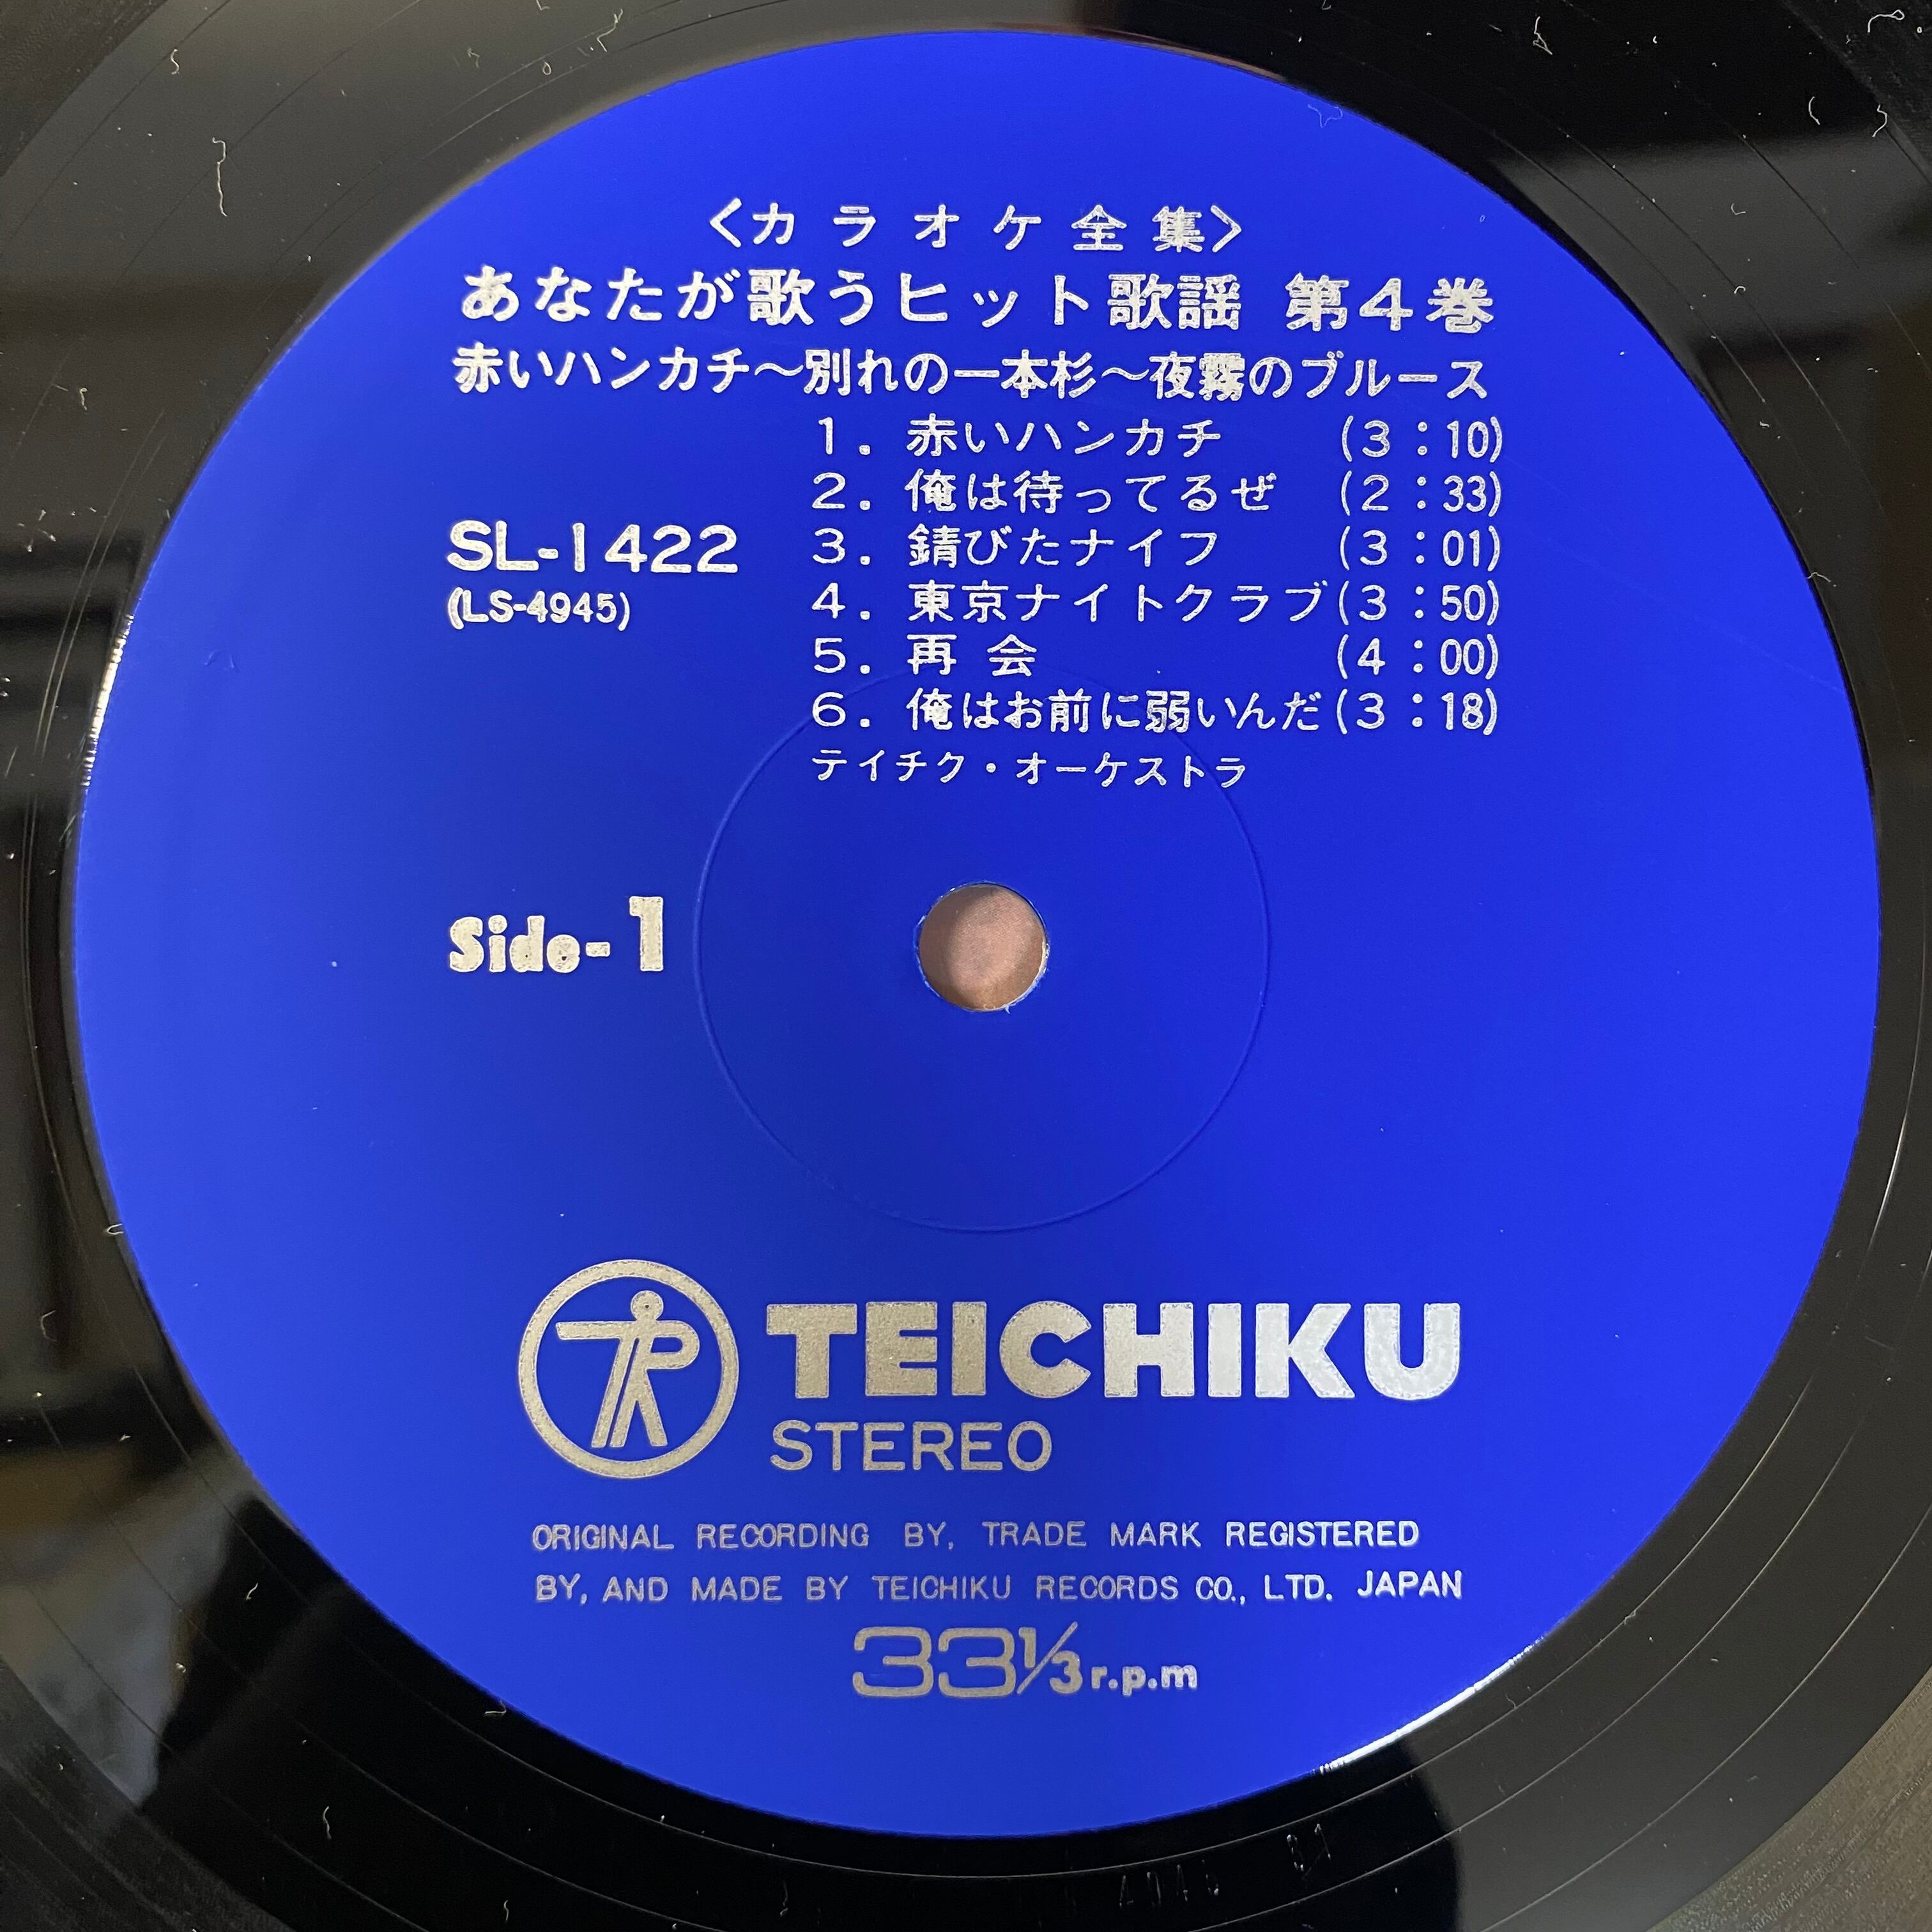 〈カラオケ全集〉
あなたが歌うヒット歌謡 第4巻
赤いハンカチ～別れの一本杉～夜霧のブルース
1. 赤いハンカチ (3:10)
2. 俺は待ってるぜ (2:33)
SL-1422
3. 錆びたナイフ (3:01)
(LS-4945)
4. 東京ナイトクラブ (3:50)
5. 再会 (4:00)
6. 俺はお前に弱いんだ (3:18)
テイチク・オーケストラ
Side-1
TR
TEICHIKU
STEREO
ORIGINAL RECORDING BY, TRADE MARK REGISTERED
BY, AND MADE BY TEICHIKU RECORDS CO., LTD. JAPAN
33 1/3 r.p.m